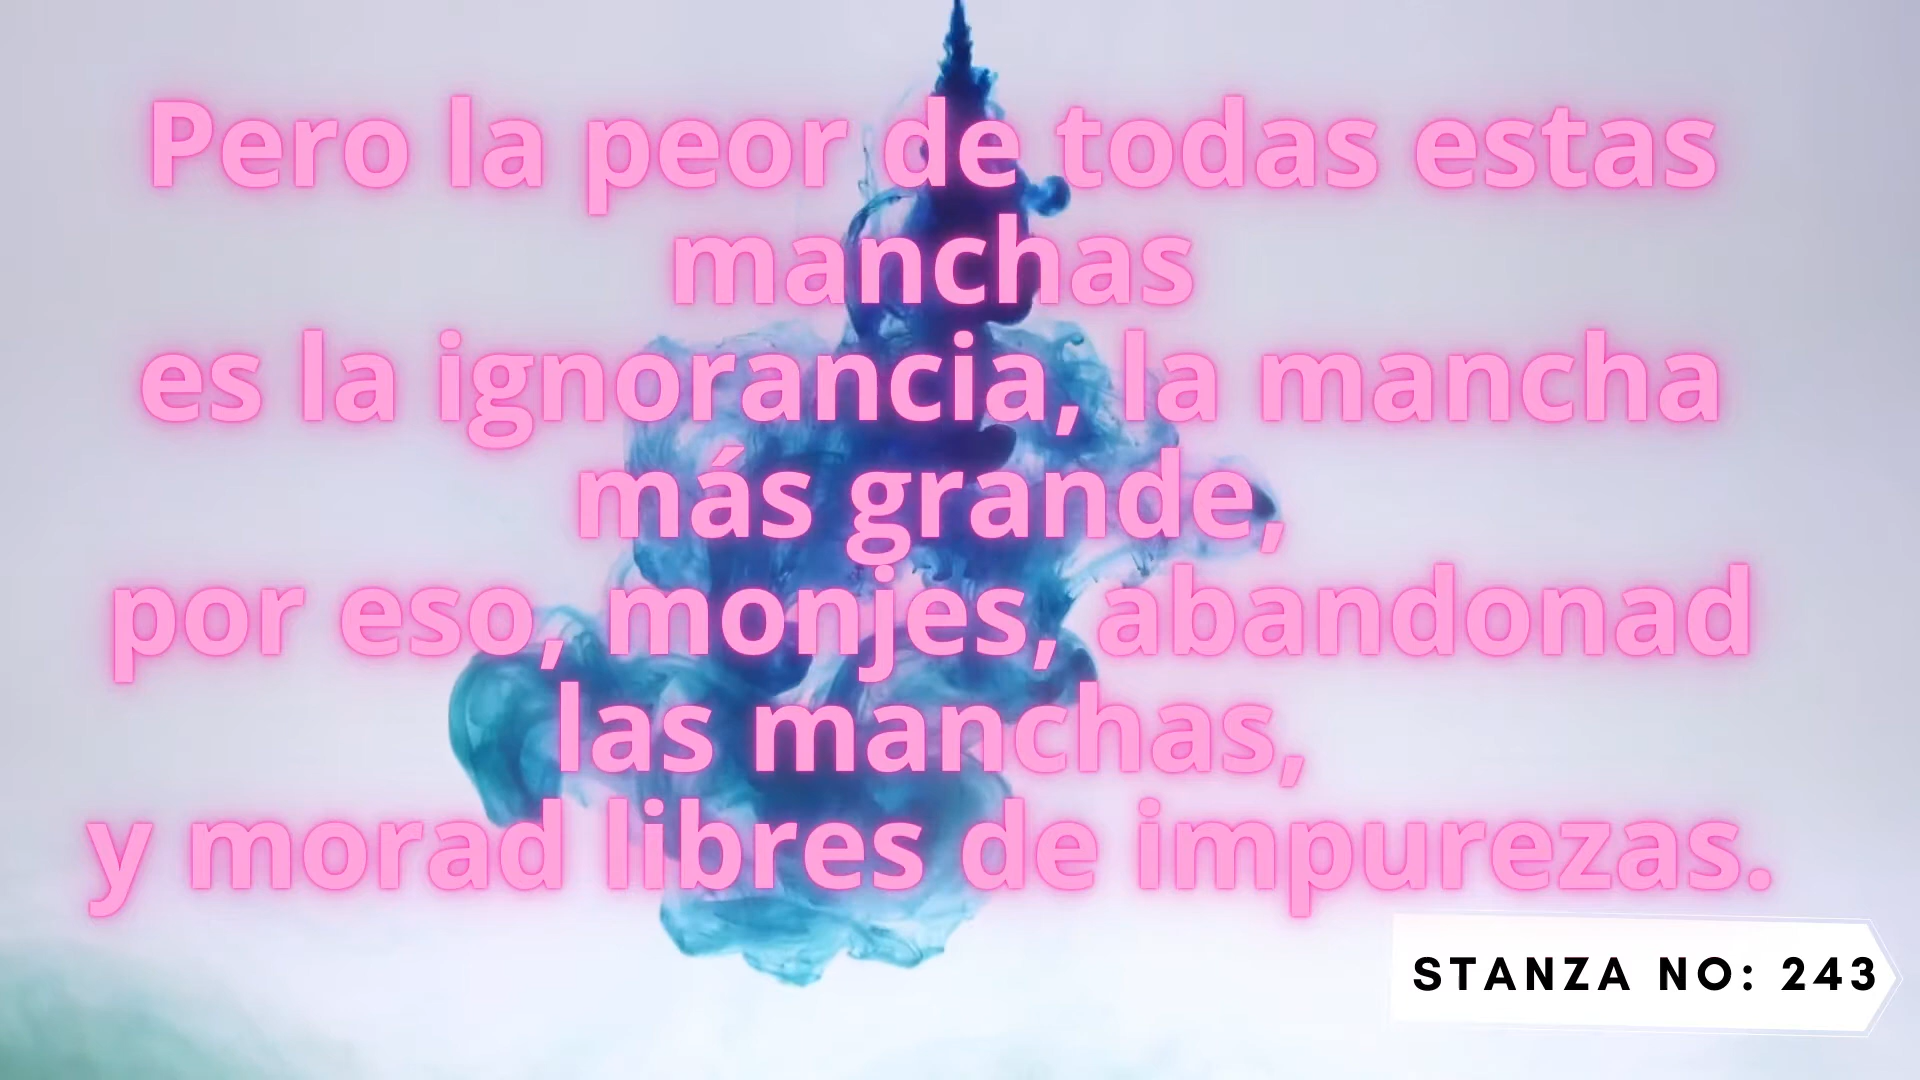 Pero la peor de todas estas
manchas
es la ignorancia, la mancha
más grande,
por eso, monjes, abandonad
las manchas,
y morad libres de impurezas.
STANZA NO: 243